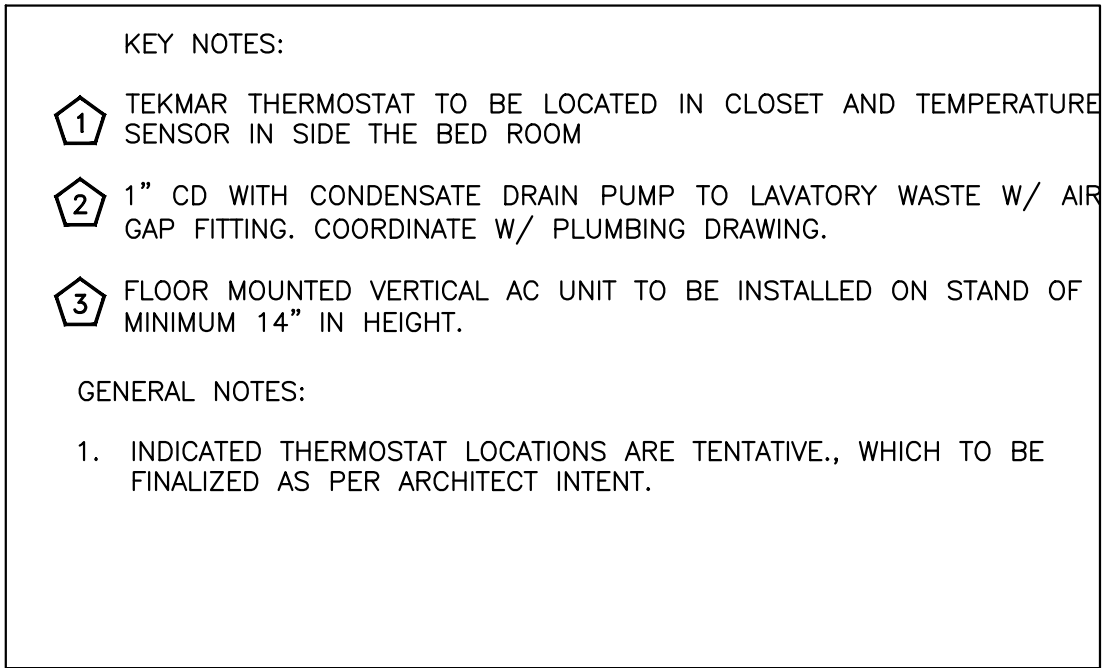 KEY NOTES:
1 TEKMAR THERMOSTAT TO BE LOCATED IN CLOSET AND TEMPERATURE
SENSOR IN SIDE THE BED ROOM
2 1" CD WITH CONDENSATE DRAIN PUMP TO LAVATORY WASTE W/ AIR
GAP FITTING. COORDINATE W/ PLUMBING DRAWING.
3 FLOOR MOUNTED VERTICAL AC UNIT TO BE INSTALLED ON STAND OF
MINIMUM 14" IN HEIGHT.
GENERAL NOTES:
1. INDICATED THERMOSTAT LOCATIONS ARE TENTATIVE., WHICH TO BE
FINALIZED AS PER ARCHITECT INTENT.